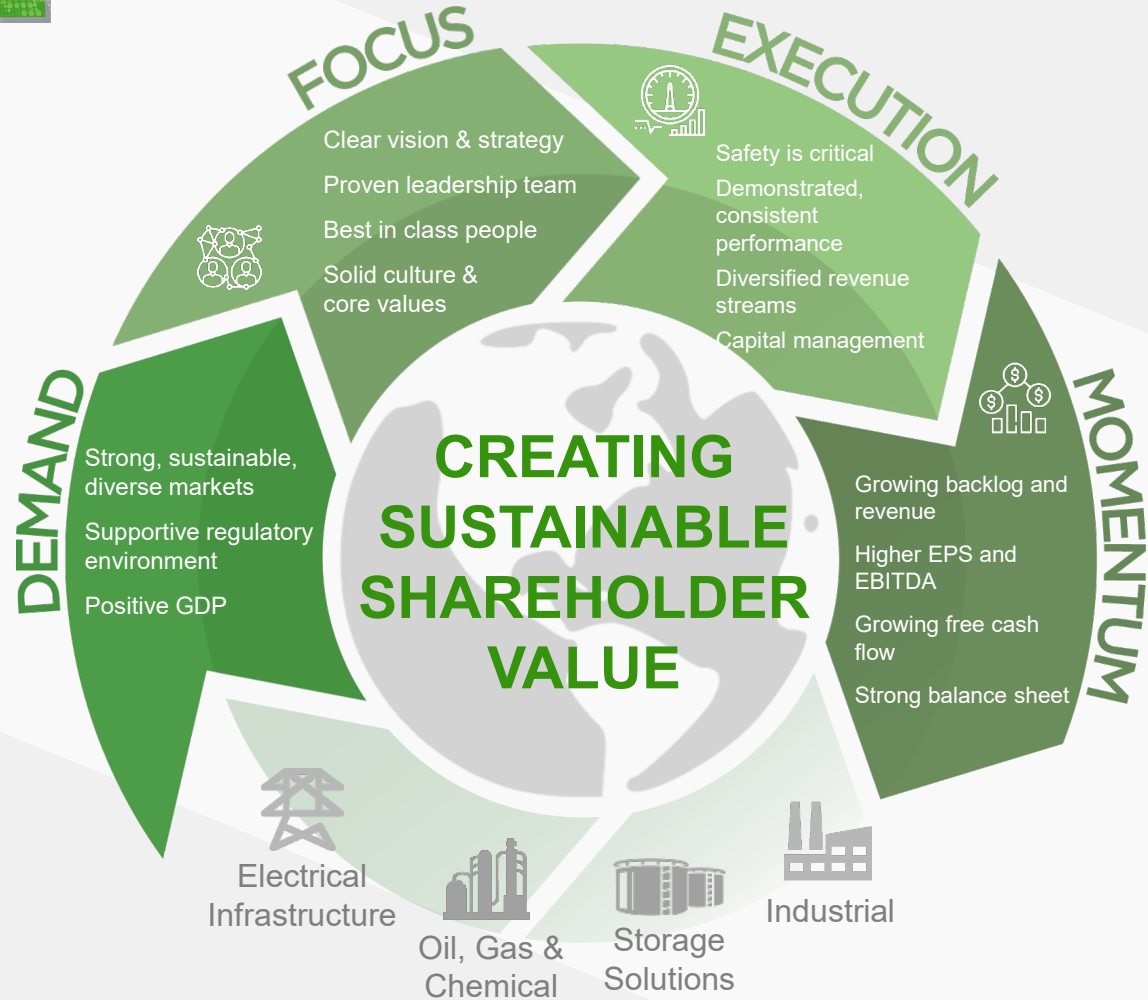 FOCUS
Clear vision & strategy
Proven leadership team
Best in class people
Solid culture &
core values
EXECUTION
Safety is critical
Demonstrated,
consistent
performance
Diversified revenue
streams
Capital management
DEMAND
Strong, sustainable,
diverse markets
Supportive regulatory
environment
Positive GDP
CREATING
SUSTAINABLE
SHAREHOLDER
VALUE
MOMENTUM
$
$
$
Growing backlog and
revenue
Higher EPS and
EBITDA
Growing free cash
flow
Strong balance sheet
Electrical
Infrastructure
Oil, Gas &
Chemical
Storage
Solutions
Industrial